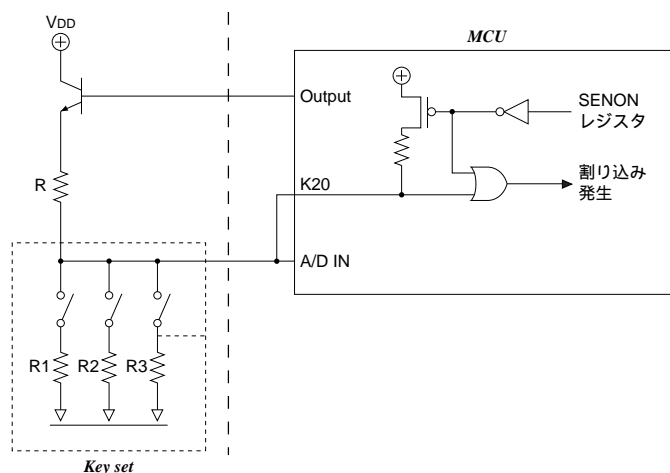 VDD
MCU
Output
SENON
レジスタ
R
K20
割り込み
発生
A/D IN
R1
R2
R3
Key set